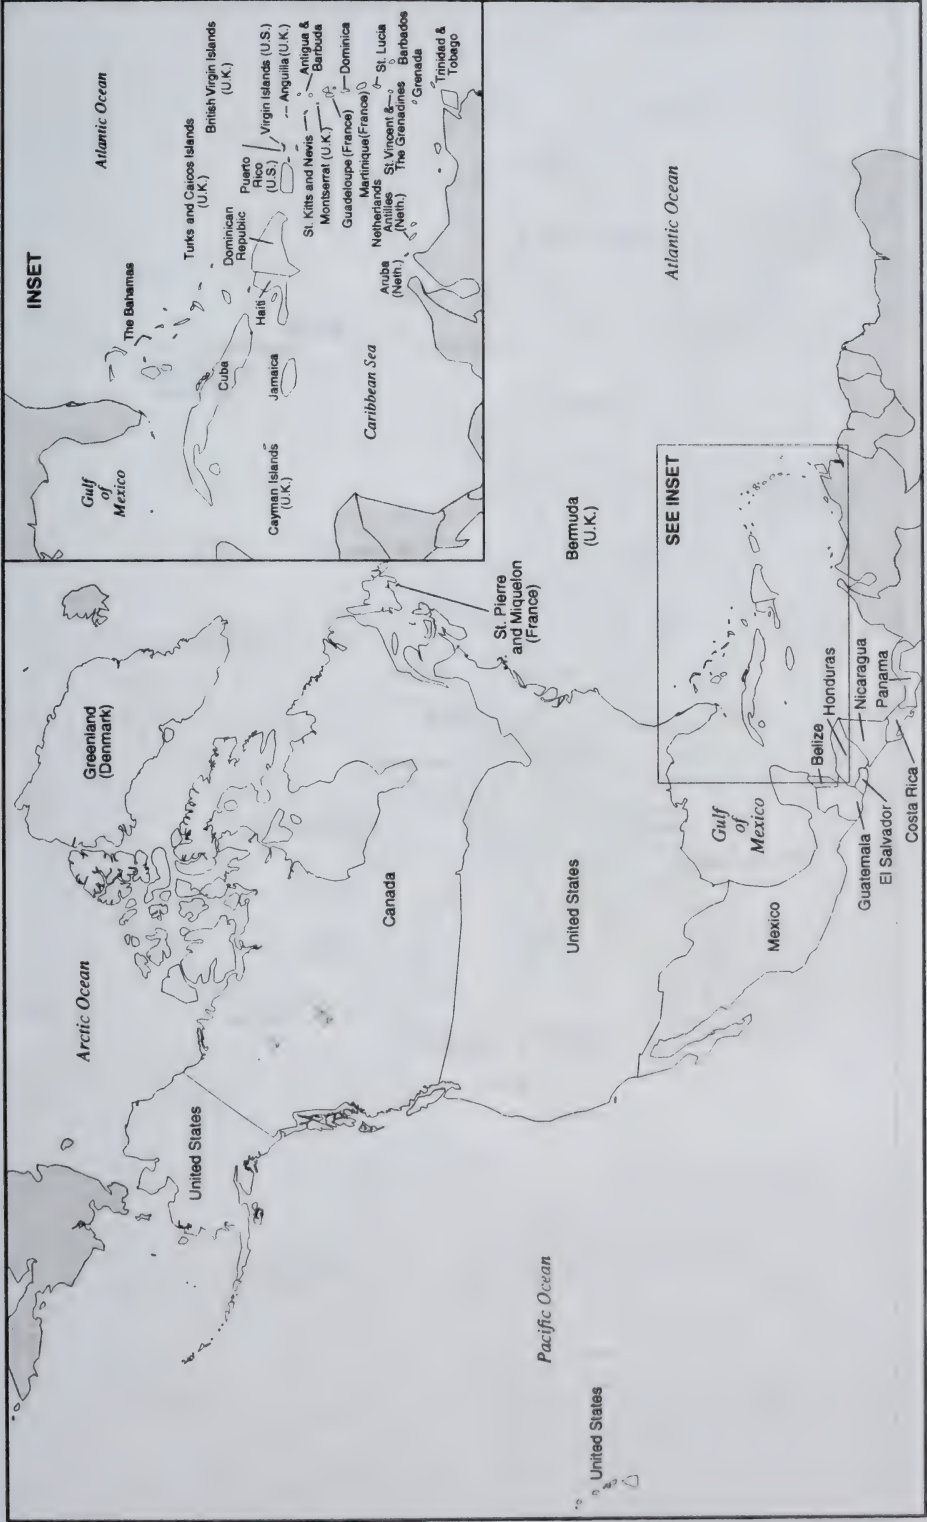 Arctic Ocean
Greenland
(Denmark)
United States
Canada
St. Pierre
and Miquelon
(France)
Bermuda
(U.K.)
Pacific Ocean
United States
United States
Atlantic Ocean
SEE INSET
Gulf
of
Mexico
Mexico
Belize
Honduras
Guatemala
El Salvador
Nicaragua
Costa Rica
Panama
INSET
Atlantic Ocean
Gulf
of
Mexico
The Bahamas
Turks and Caicos Islands
(U.K.)
British Virgin Islands
(U.K.)
Cuba
Cayman Islands
(U.K.)
Jamaica
Haiti
Dominican
Republic
Puerto
Rico
(U.S.)
Virgin Islands (U.S.)
Anguilla (U.K.)
St. Kitts and Nevis
Antigua &
Barbuda
Montserrat (U.K.)
Guadeloupe (France)
Dominica
Martinique (France)
St. Lucia
St. Vincent &
The Grenadines
Barbados
Grenada
Netherlands
Antilles
(Neth.)
Aruba
(Neth.)
Trinidad &
Tobago
Caribbean Sea